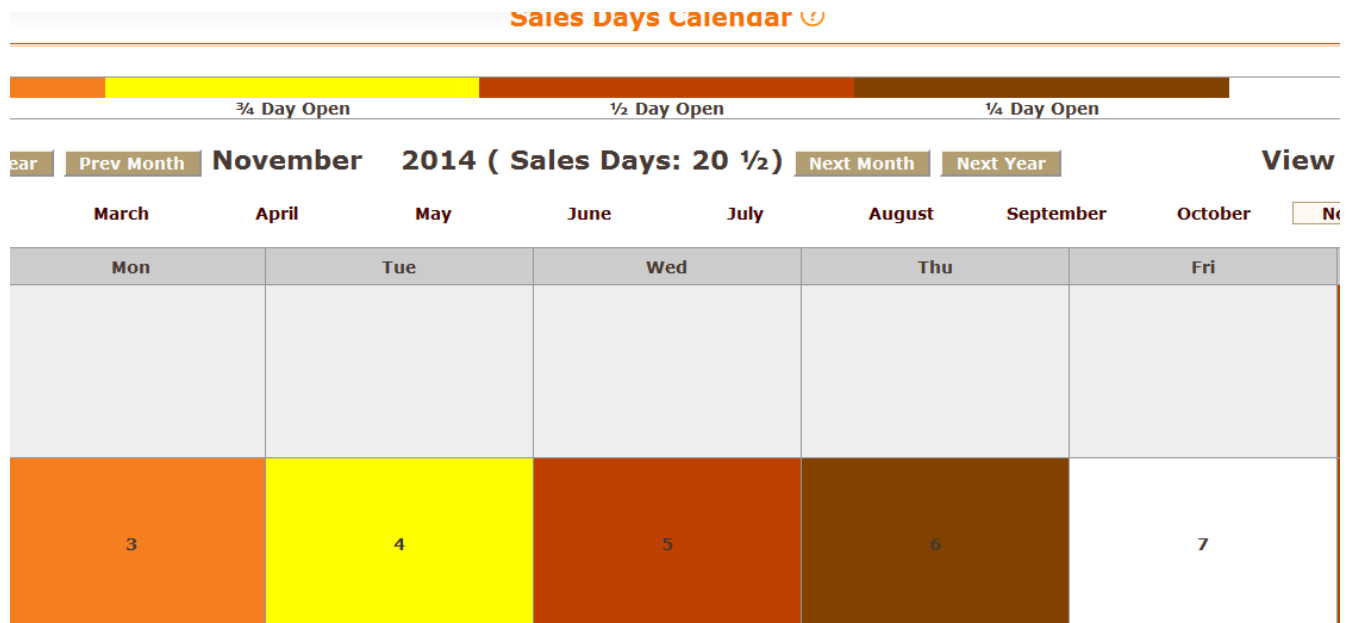 Sales Days Calendar ?
¾ Day Open ½ Day Open ¼ Day Open
ear Prev Month November 2014 ( Sales Days: 20 ½) Next Month Next Year View
March April May June July August September October No
Mon Tue Wed Thu Fri
3 4 5 6 7